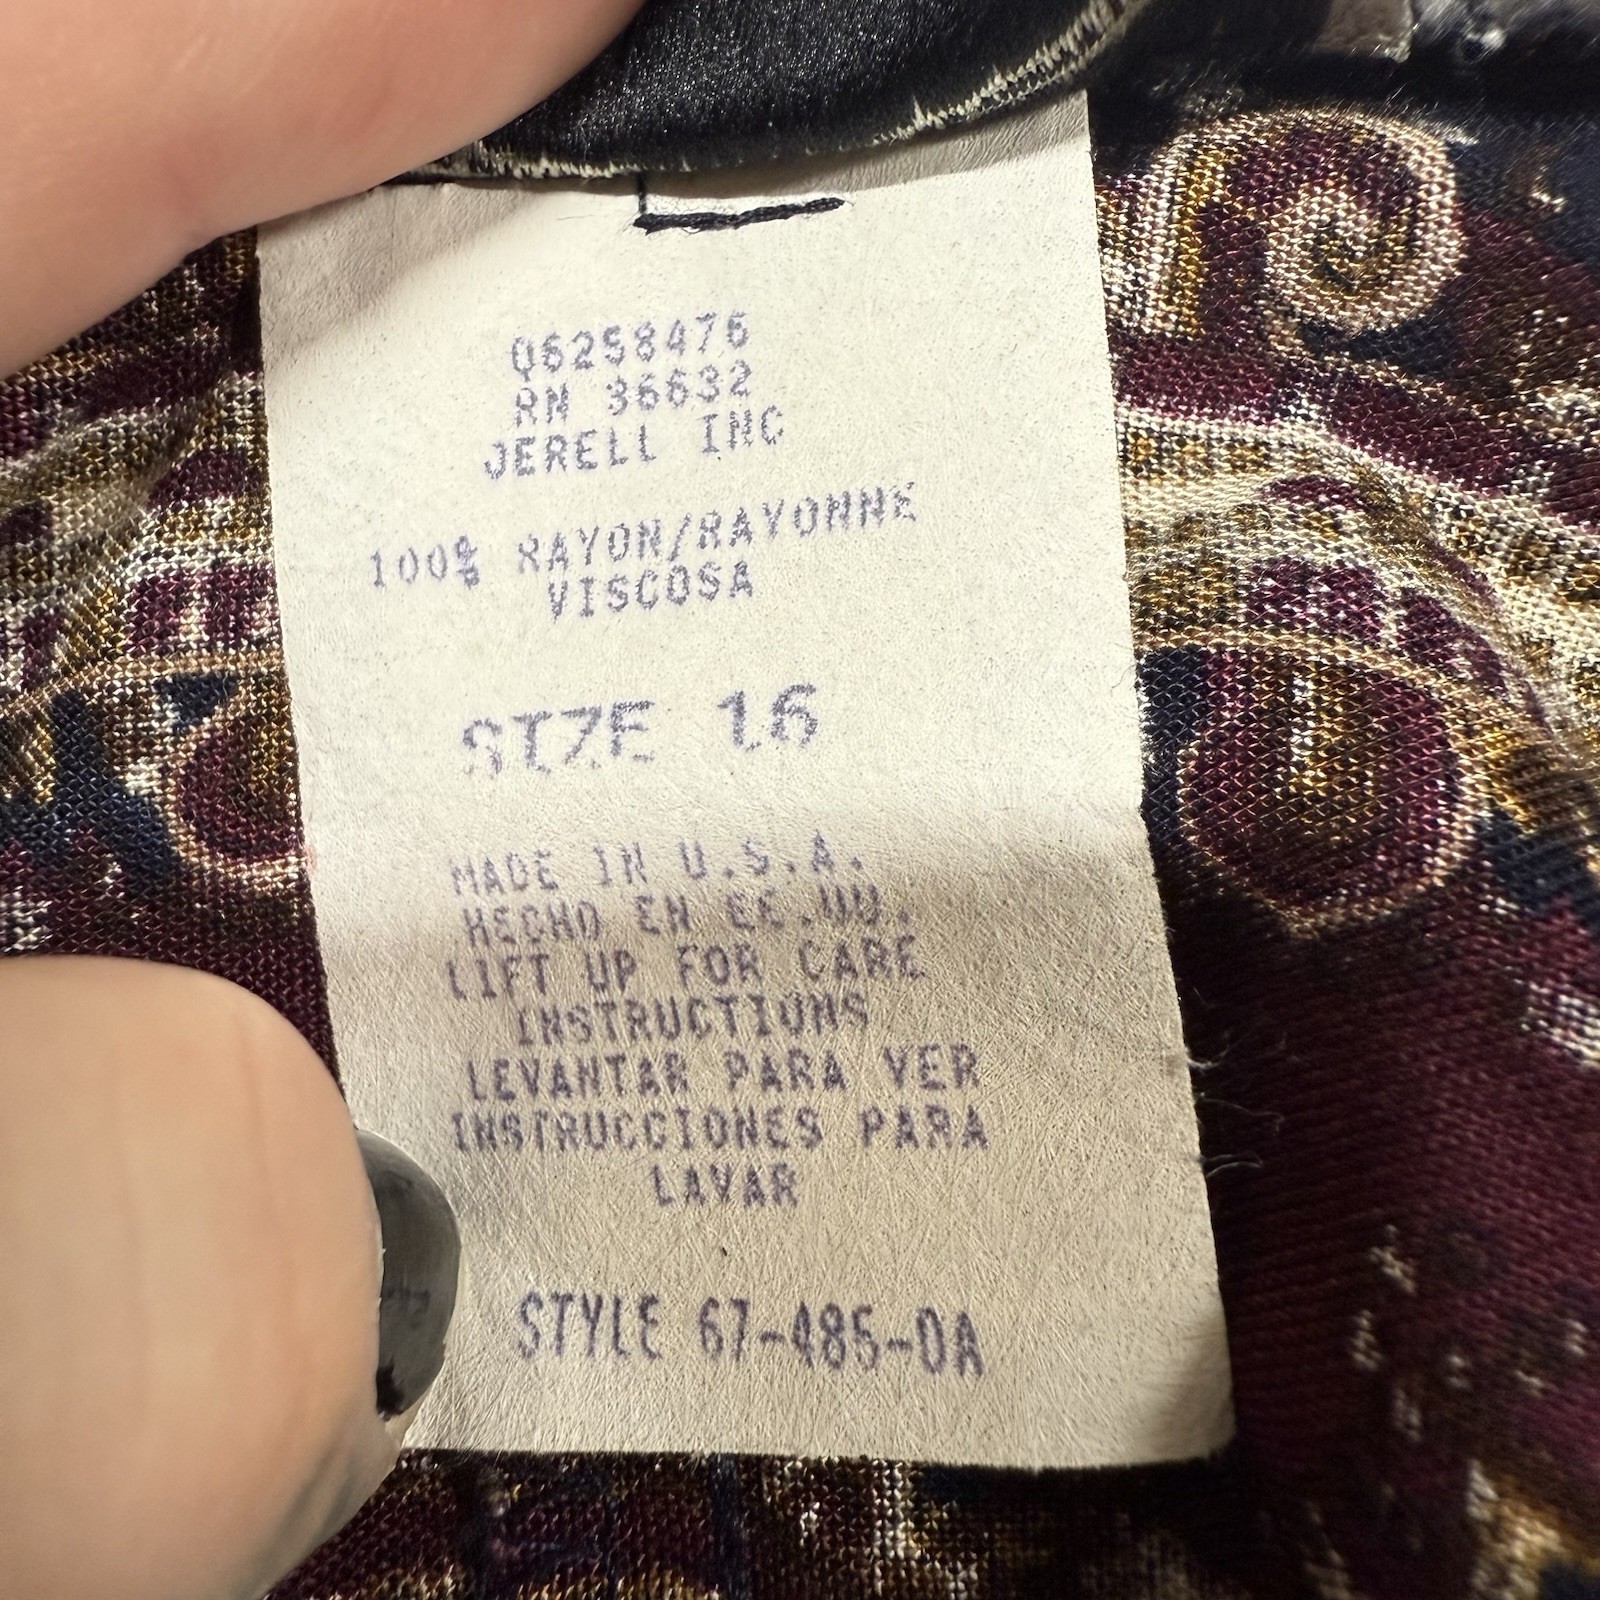 Q6258476
RN 36632
JERELL INC
100% RAYON/RAYONNE
VISCOSA
SIZE 16
MADE IN U.S.A.
HECHO EN EE.UU.
LIFT UP FOR CARE
INSTRUCTIONS
LEVANTAR PARA VER
INSTRUCCIONES PARA
LAVAR
STYLE 67-485-0A